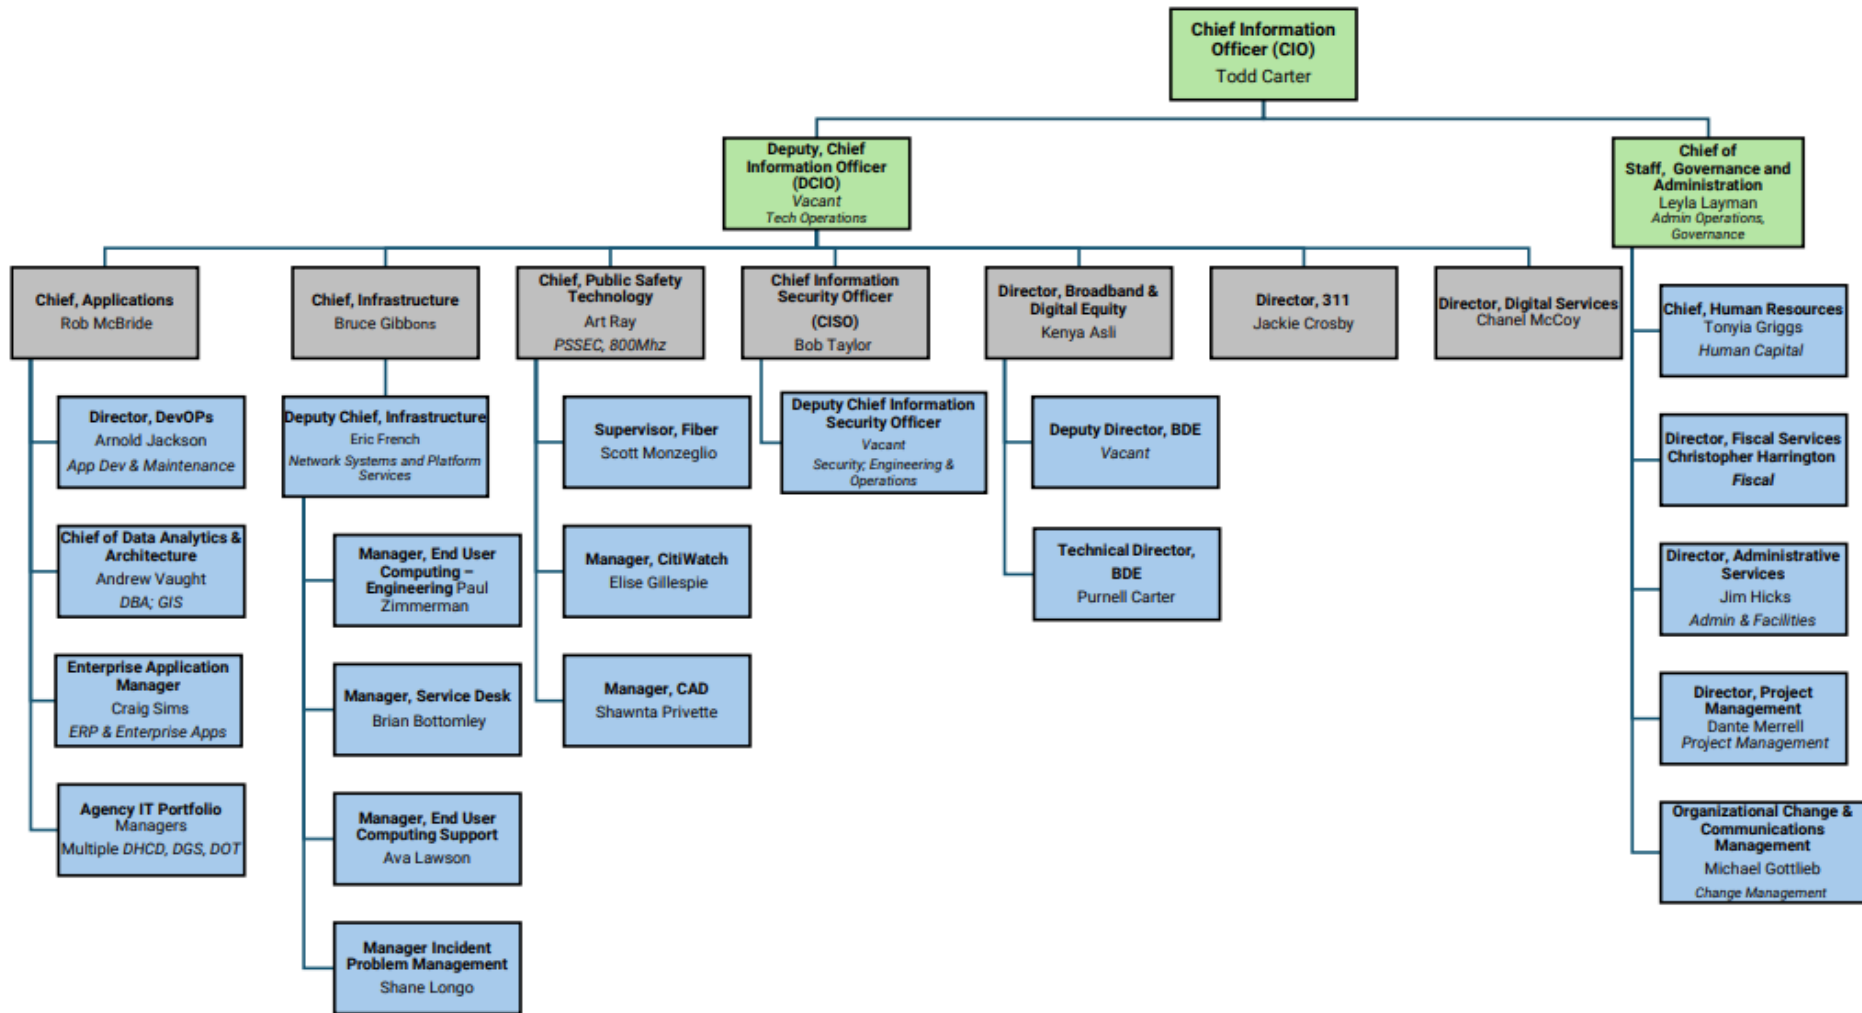 Chief Information
Officer (CIO)
Todd Carter
Deputy, Chief
Information Officer
(DCIO)
Vacant
Tech Operations
Chief of
Staff, Governance and
Administration
Leyla Layman
Admin Operations,
Governance
Chief, Applications
Rob McBride
Chief, Infrastructure
Bruce Gibbons
Chief, Public Safety
Technology
Art Ray
PSSEC, 800Mhz
Chief Information
Security Officer
(CISO)
Bob Taylor
Director, Broadband &
Digital Equity
Kenya Asli
Director, 311
Jackie Crosby
Director, Digital Services
Chanel McCoy
Director, DevOPs
Arnold Jackson
App Dev & Maintenance
Chief of Data Analytics &
Architecture
Andrew Vaught
DBA; GIS
Enterprise Application
Manager
Craig Sims
ERP & Enterprise Apps
Agency IT Portfolio
Managers
Multiple DHCD, DGS, DOT
Deputy Chief, Infrastructure
Eric French
Network Systems and Platform
Services
Manager, End User
Computing –
Engineering Paul
Zimmerman
Manager, Service Desk
Brian Bottomley
Manager, End User
Computing Support
Ava Lawson
Manager Incident
Problem Management
Shane Longo
Supervisor, Fiber
Scott Monzeglio
Manager, CitiWatch
Elise Gillespie
Manager, CAD
Shawnta Privette
Deputy Chief Information
Security Officer
Vacant
Security; Engineering &
Operations
Deputy Director, BDE
Vacant
Technical Director,
BDE
Purnell Carter
Chief, Human Resources
Tonyia Griggs
Human Capital
Director, Fiscal Services
Christopher Harrington
Fiscal
Director, Administrative
Services
Jim Hicks
Admin & Facilities
Director, Project
Management
Dante Merrell
Project Management
Organizational Change &
Communications
Management
Michael Gottlieb
Change Management